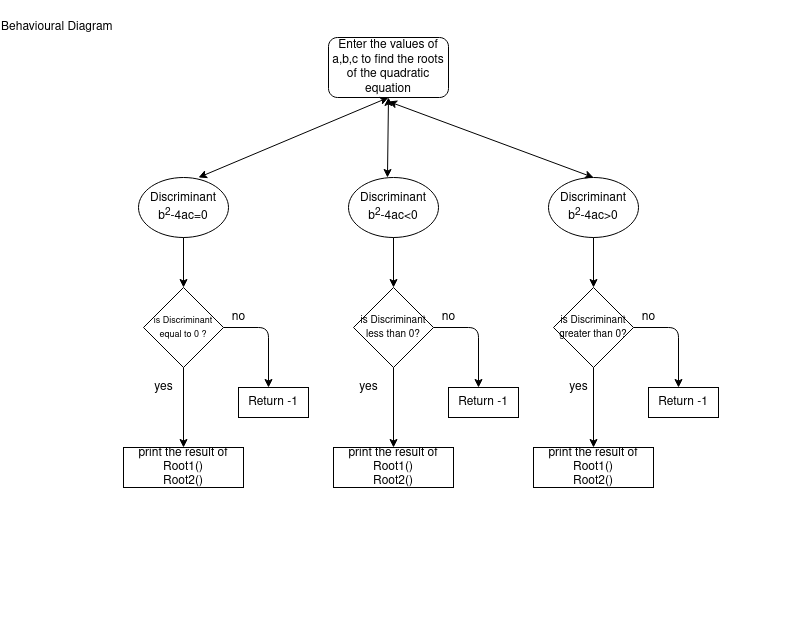 Behavioural Diagram
Enter the values of
a,b,c to find the roots
of the quadratic
equation
Discriminant
b²-4ac=0
Discriminant
b²-4ac<0
Discriminant
b²-4ac>0
is Discriminant
equal to 0 ?
no
is Discriminant
less than 0?
no
is Discriminant
greater than 0?
no
yes
Return -1
yes
Return -1
yes
Return -1
print the result of
Root1()
Root2()
print the result of
Root1()
Root2()
print the result of
Root1()
Root2()